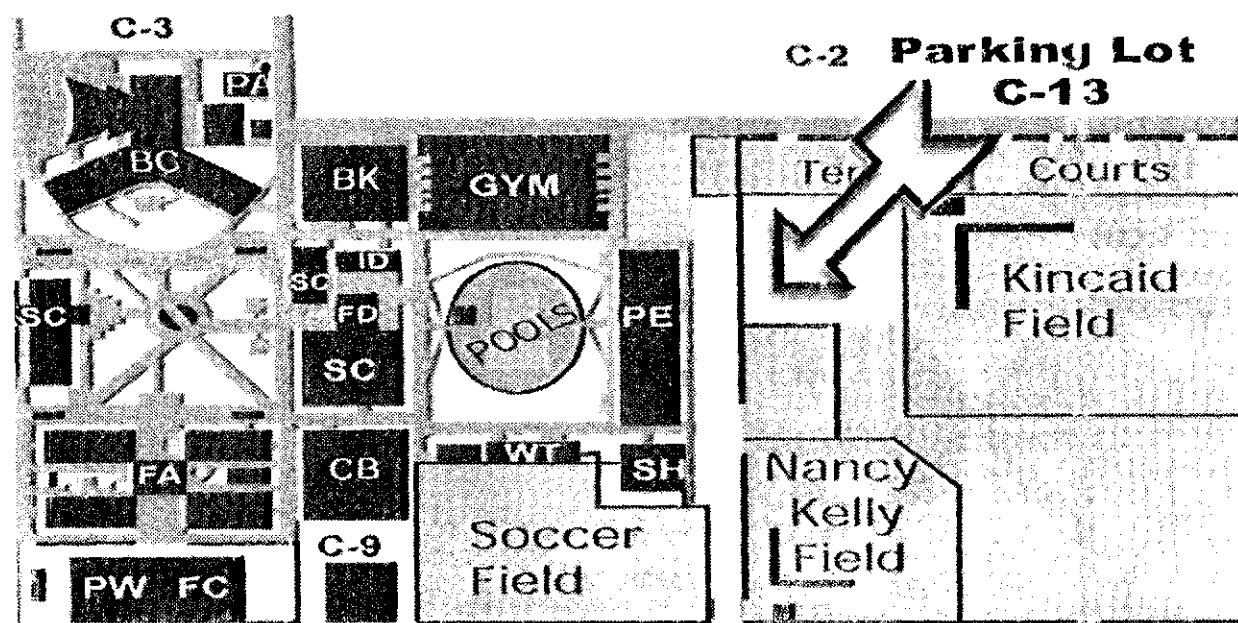 C-3
C-2 Parking Lot
C-13
PA
BC
BK
GYM
Ter
Courts
SC
ID
SC
FD
SC
POOLS
PE
Kincaid
Field
FA
CB
WT
SH
Nancy
Kelly
Field
Soccer
Field
C-9
PW FC